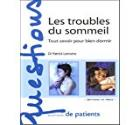 questions
Les troubles
du sommeil
Tout savoir pour bien dormir
Dr Patrick Lemoine
de patients